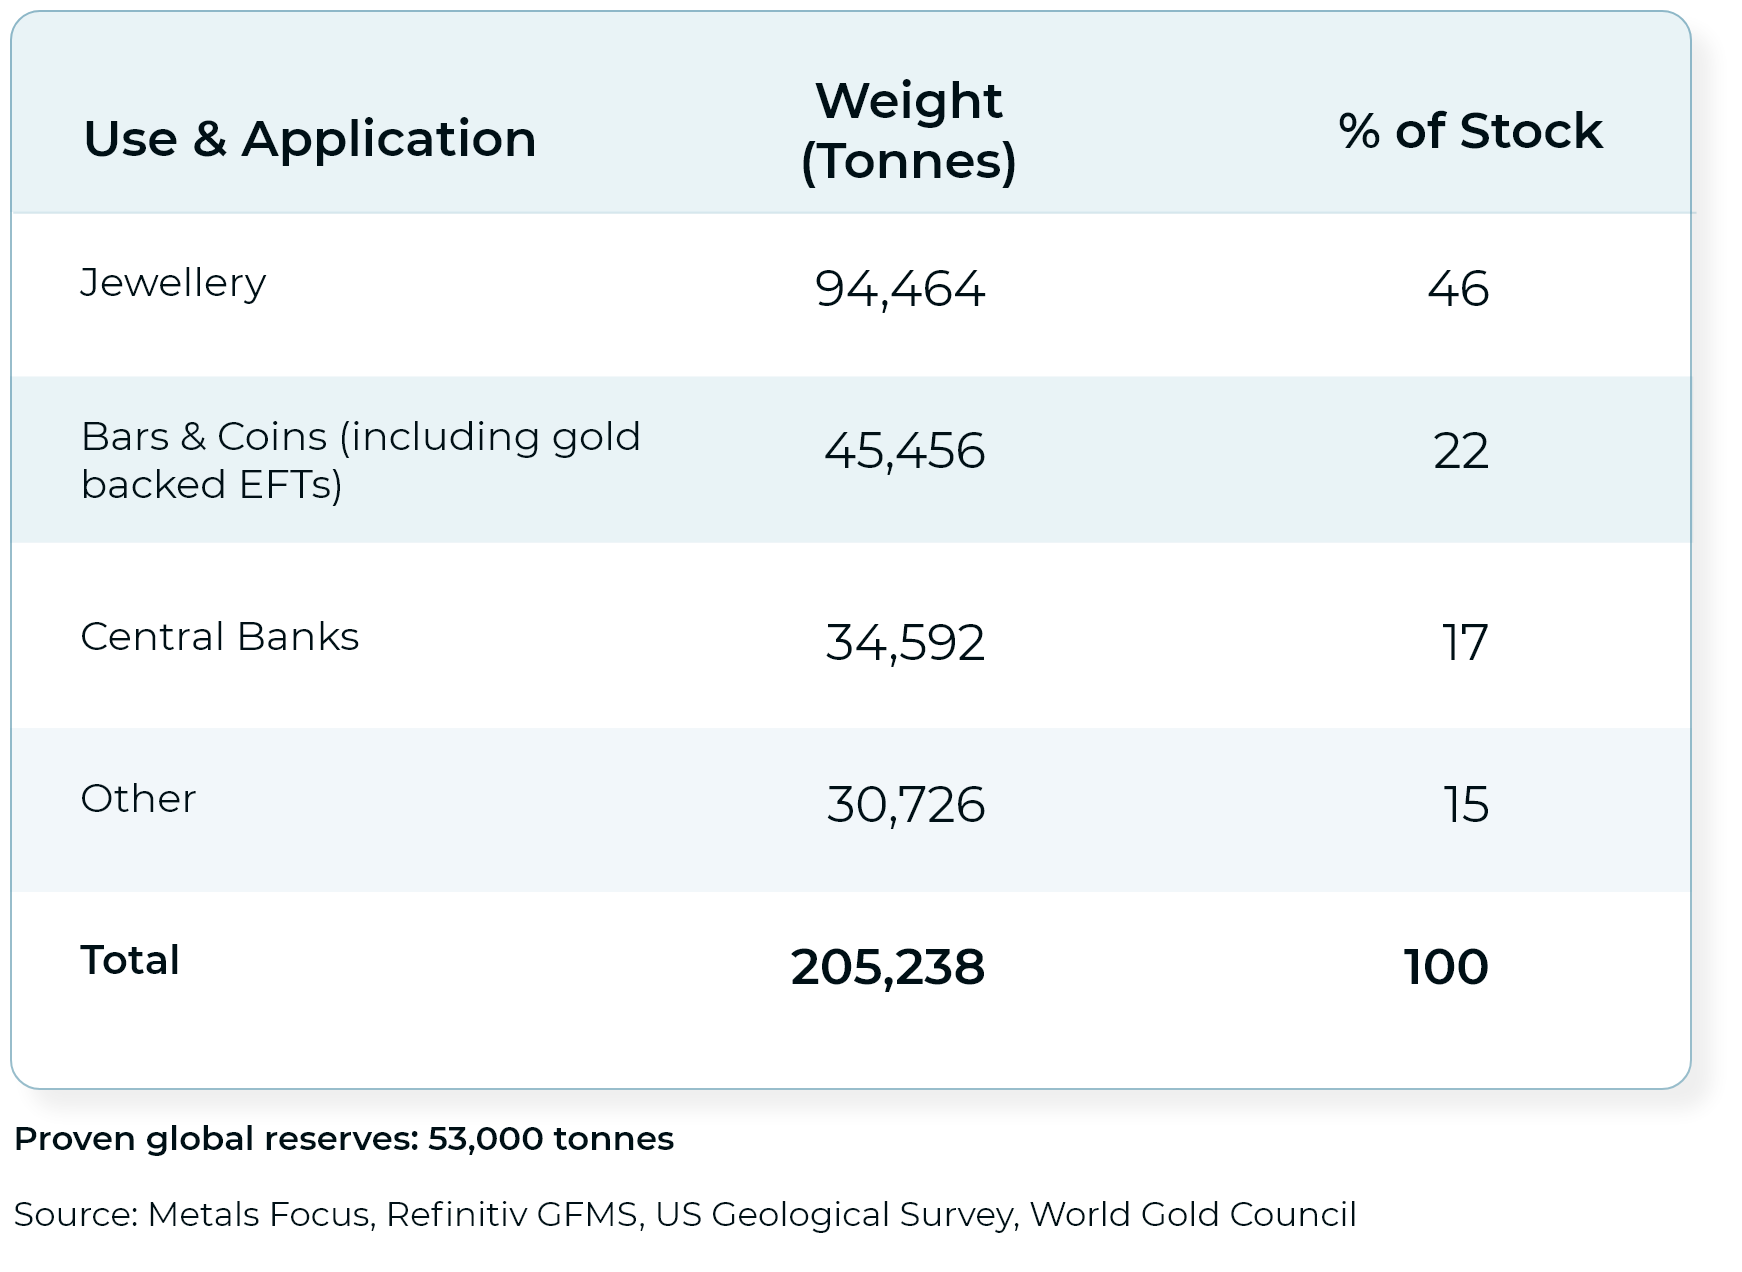 Use & Application
Weight
(Tonnes)
% of Stock
Jewellery
94,464
46
Bars & Coins (including gold
backed EFTs)
45,456
22
Central Banks
34,592
17
Other
30,726
15
Total
205,238
100
Proven global reserves: 53,000 tonnes
Source: Metals Focus, Refinitiv GFMS, US Geological Survey, World Gold Council